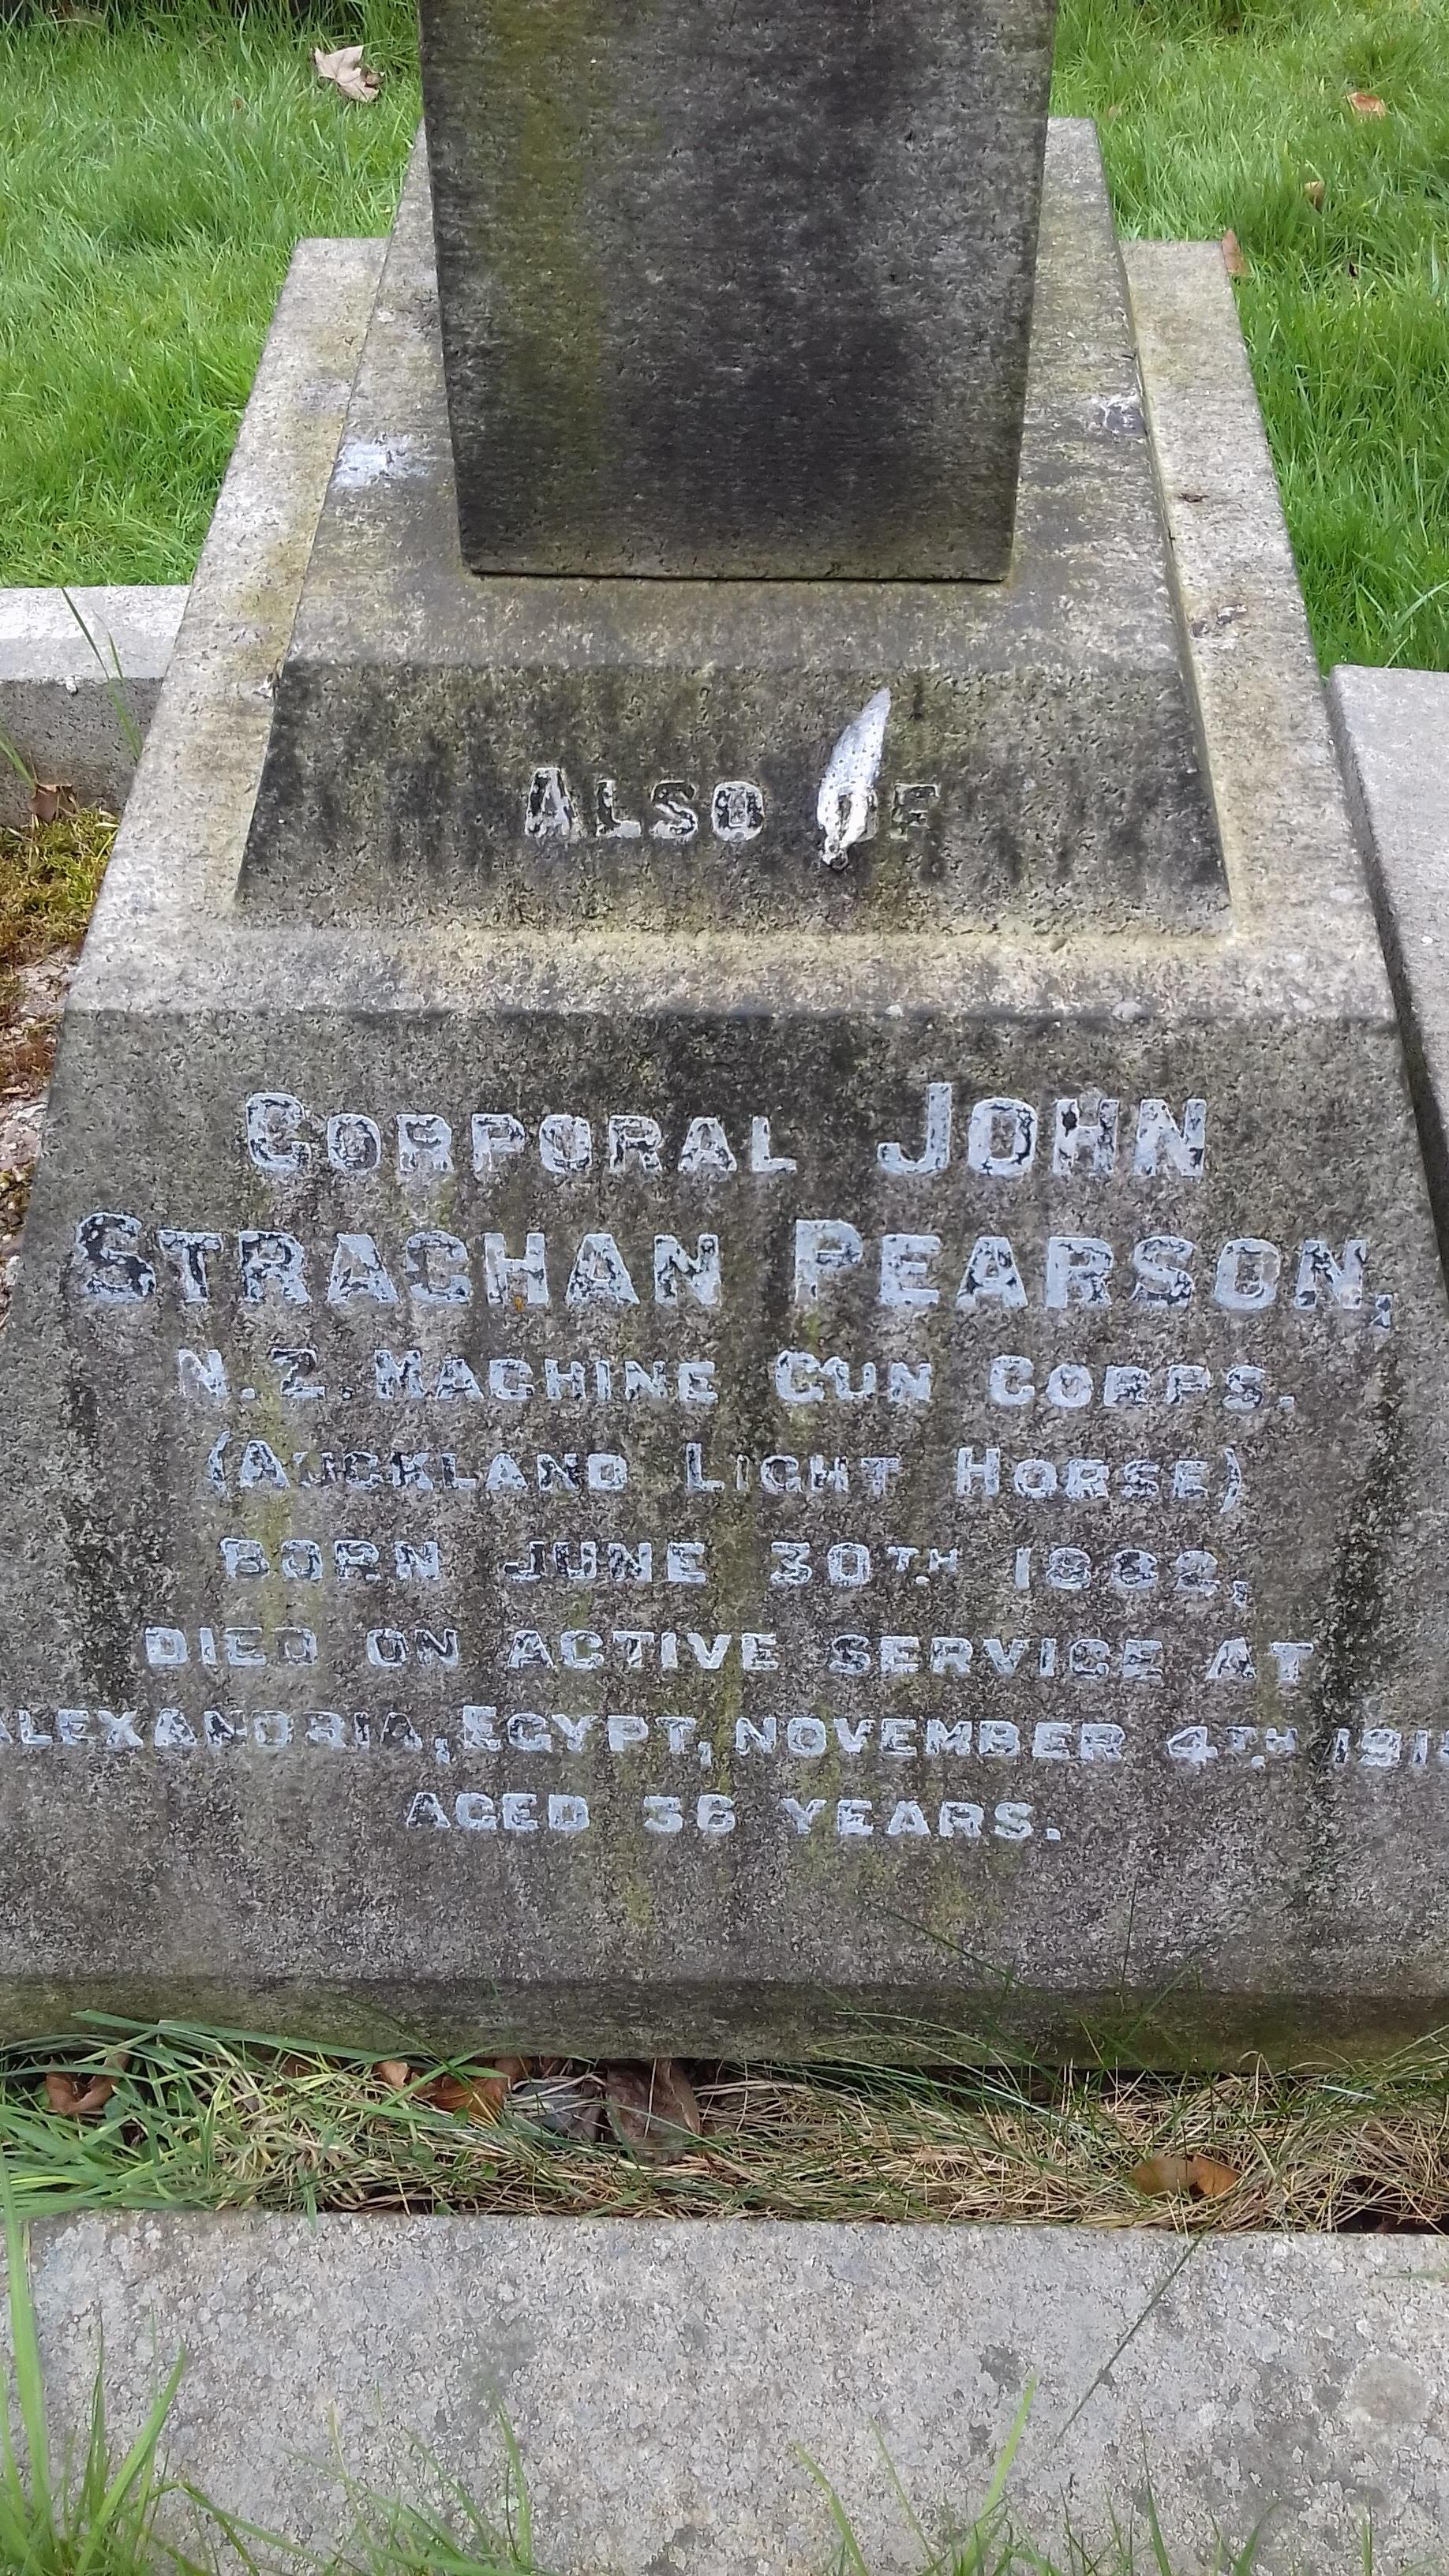 ALSO OF
CORPORAL JOHN
STRACHAN PEARSON,
N.Z. MACHINE GUN CORPS.
(AUCKLAND LIGHT HORSE)
BORN JUNE 30TH 1882,
DIED ON ACTIVE SERVICE AT
ALEXANDRIA, EGYPT, NOVEMBER 4TH
AGED 36 YEARS.